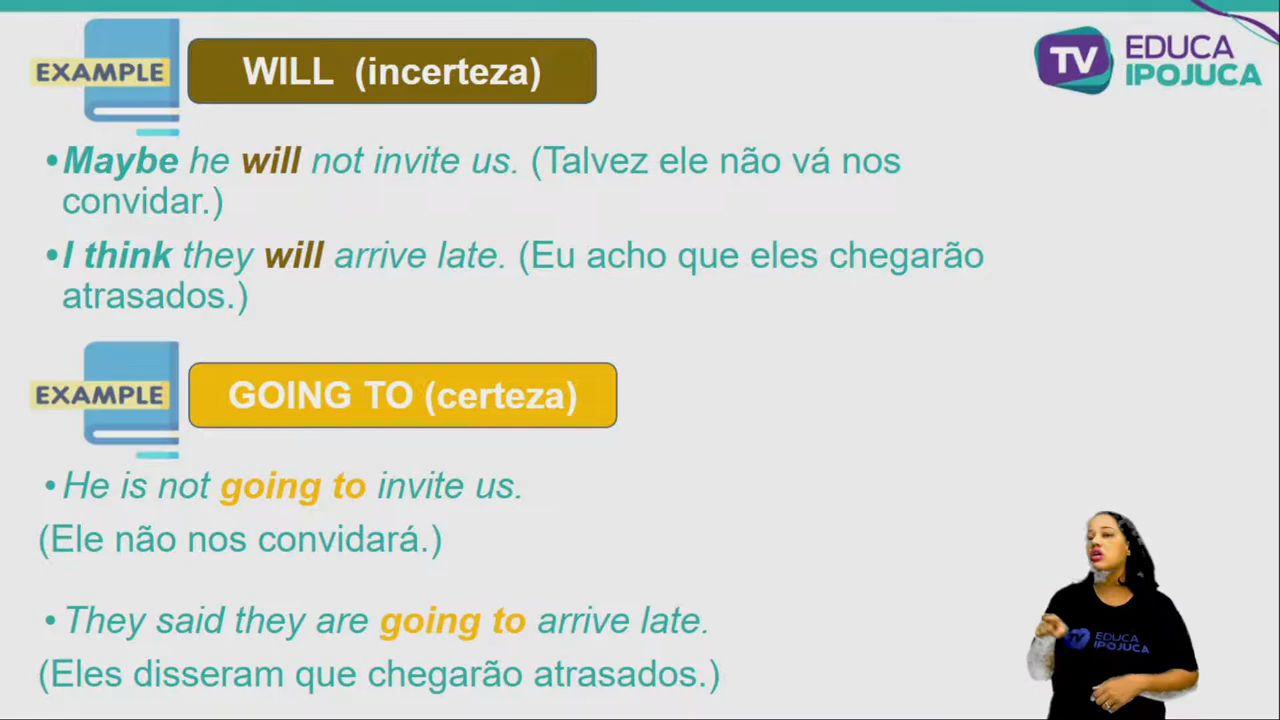 EXAMPLE
WILL (incerteza)
TV EDUCA
IPOJUCA
•Maybe he will not invite us. (Talvez ele não vá nos
convidar.)
•I think they will arrive late. (Eu acho que eles chegarão
atrasados.)
EXAMPLE
GOING TO (certeza)
• He is not going to invite us.
(Ele não nos convidará.)
• They said they are going to arrive late.
(Eles disseram que chegarão atrasados.)
TV EDUCA
IPOJUCA